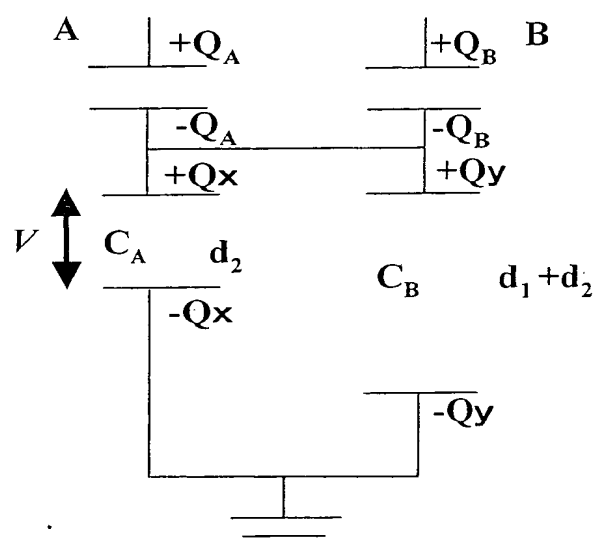 A +Q_A +Q_B B
-Q_A -Q_B
+Qx +Qy
V C_A d_2 C_B d_1+d_2
-Qx
-Qy